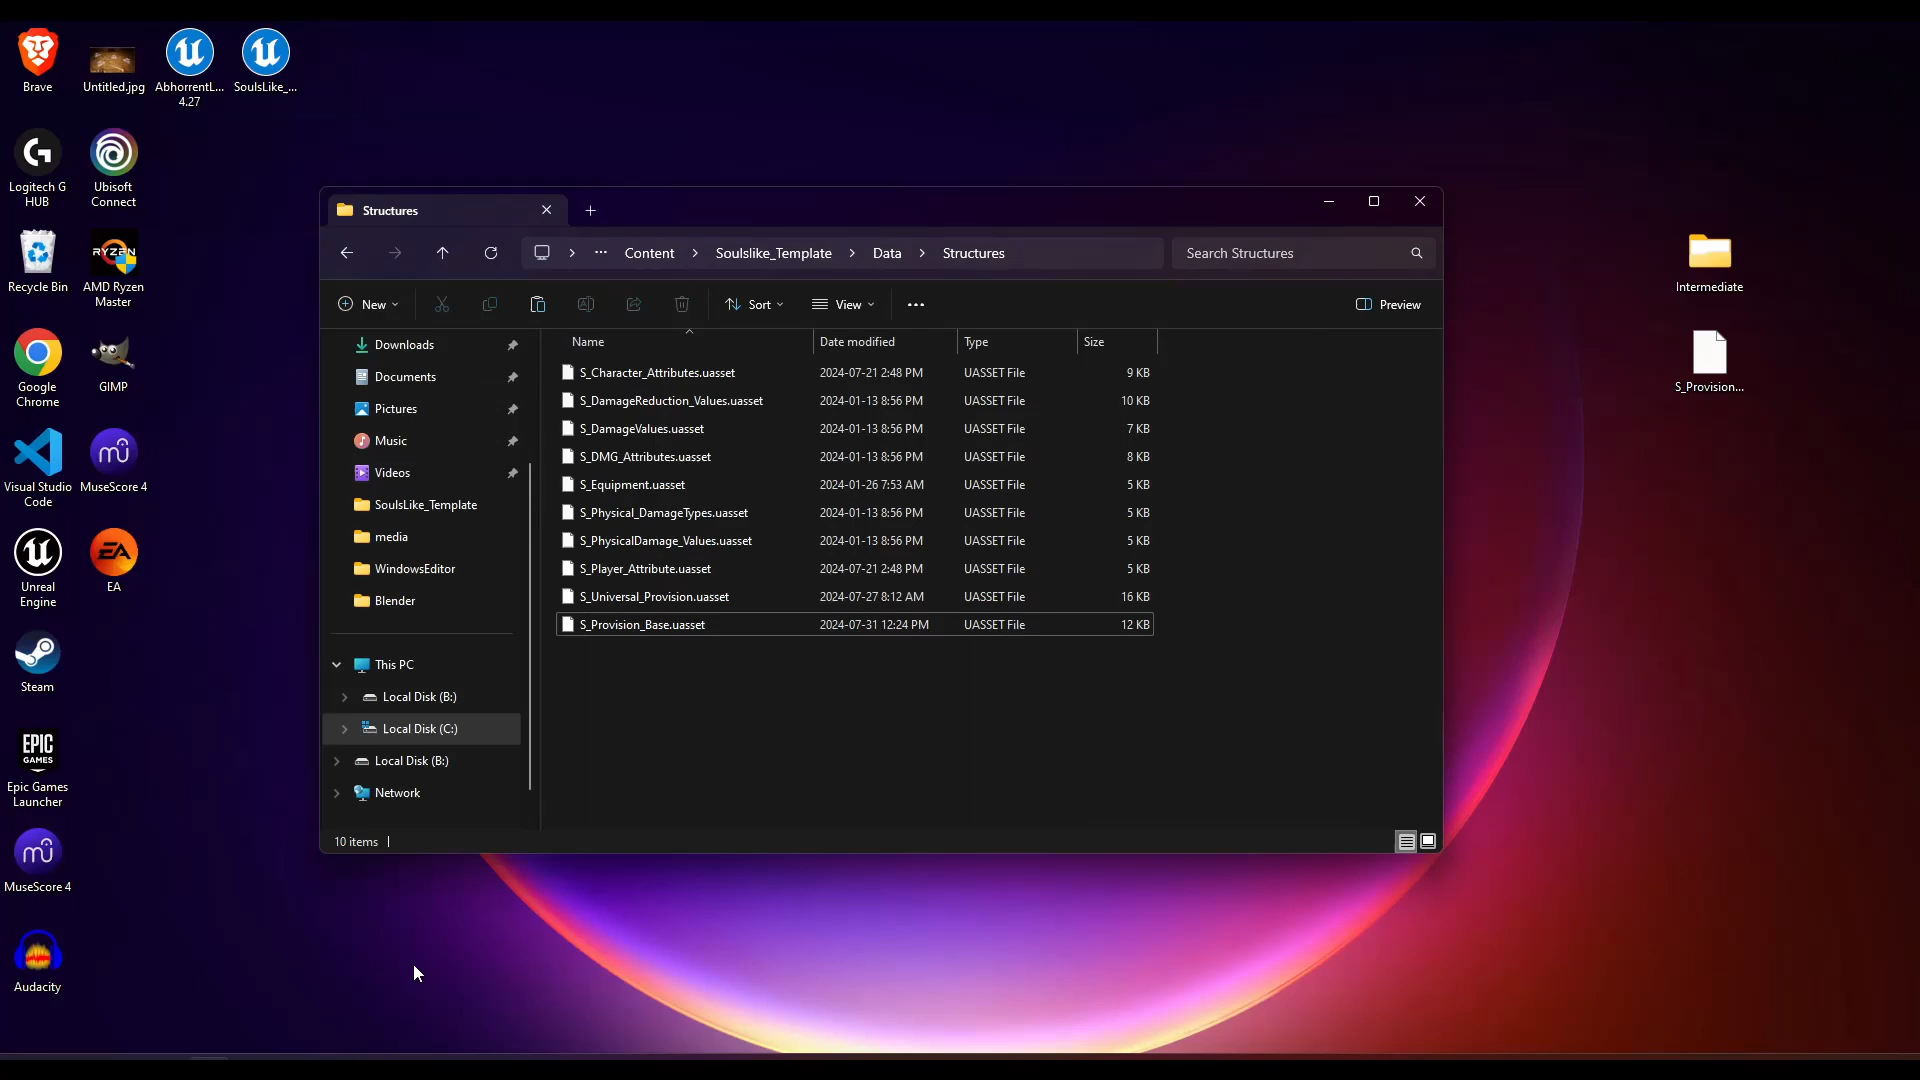 Brave
Untitled.jpg
AbhorrentL...
4.27
SoulsLike_...
Logitech G
HUB
Ubisoft
Connect
Recycle Bin
RYZEN
AMD Ryzen
Master
Google
Chrome
GIMP
Visual Studio
Code
MuseScore 4
Unreal
Engine
EA
EA
Steam
EPIC
GAMES
Epic Games
Launcher
MuseScore 4
Audacity
Structures
Content
Soulslike_Template
Data
Structures
Search Structures
New
Sort
View
Preview
Downloads
Documents
Pictures
Music
Videos
SoulsLike_Template
media
WindowsEditor
Blender
This PC
Local Disk (B:)
Local Disk (C:)
Local Disk (B:)
Network
Name Date modified Type Size
S_Character_Attributes.uasset 2024-07-21 2:48 PM UASSET File 9 KB
S_DamageReduction_Values.uasset 2024-01-13 8:56 PM UASSET File 10 KB
S_DamageValues.uasset 2024-01-13 8:56 PM UASSET File 7 KB
S_DMG_Attributes.uasset 2024-01-13 8:56 PM UASSET File 8 KB
S_Equipment.uasset 2024-01-26 7:53 AM UASSET File 5 KB
S_Physical_DamageTypes.uasset 2024-01-13 8:56 PM UASSET File 5 KB
S_PhysicalDamage_Values.uasset 2024-01-13 8:56 PM UASSET File 5 KB
S_Player_Attribute.uasset 2024-07-21 2:48 PM UASSET File 5 KB
S_Universal_Provision.uasset 2024-07-27 8:12 AM UASSET File 16 KB
S_Provision_Base.uasset 2024-07-31 12:24 PM UASSET File 12 KB
10 items
Intermediate
S_Provision...